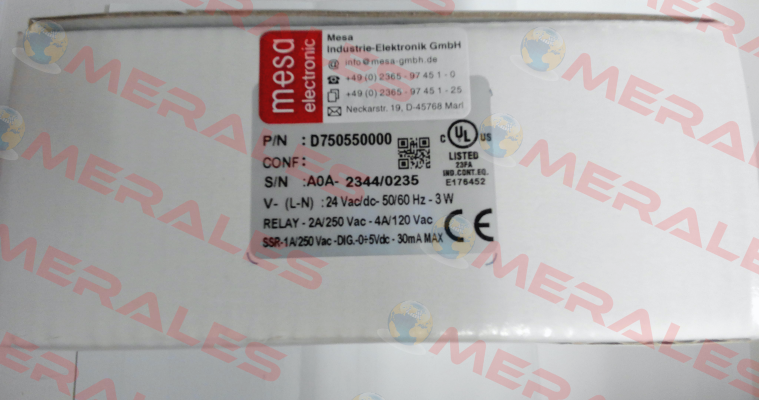 mesa
electronic
Mesa
Industrie-Elektronik GmbH
@ info@mesa-gmbh.de
+49 (0) 2365 - 97 45 1 - 0
+49 (0) 2365 - 97 45 1 - 25
Neckarstr. 19, D-45768 Marl
P/N : D750550000
CONF :
S/N : A0A- 2344/0235
V~ (L-N) : 24 Vac/dc- 50/60 Hz - 3 W
RELAY - 2A/250 Vac - 4A/120 Vac
SSR-1A/250 Vac -DIG.-0÷5Vdc - 30mA MAX
C UL US
LISTED
23FA
IND.CONT.EQ.
E176452
CE
MERALES
MERALES
MERALES
MERALES
MERALES
MERALES
MERALES